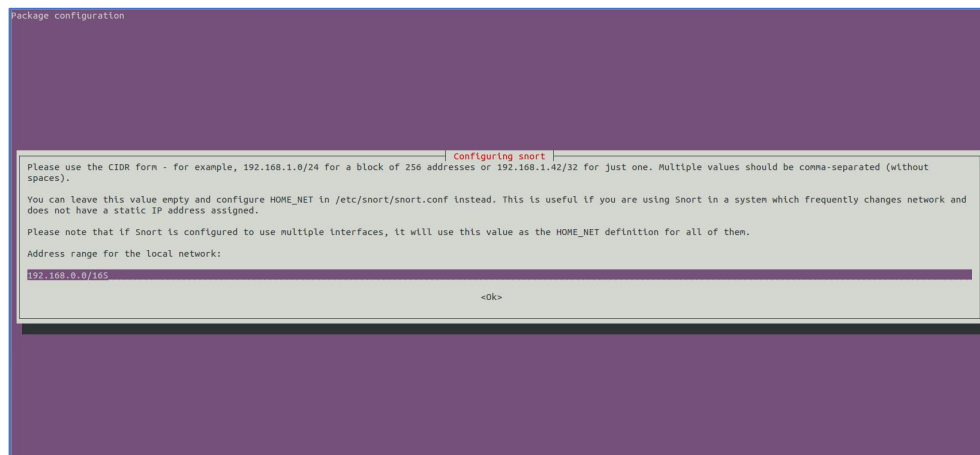 Package configuration
Configuring snort
Please use the CIDR form - for example, 192.168.1.0/24 for a block of 256 addresses or 192.168.1.42/32 for just one. Multiple values should be comma-separated (without
spaces).
You can leave this value empty and configure HOME_NET in /etc/snort/snort.conf instead. This is useful if you are using Snort in a system which frequently changes network and
does not have a static IP address assigned.
Please note that if Snort is configured to use multiple interfaces, it will use this value as the HOME_NET definition for all of them.
Address range for the local network:
192.168.0.0/16S
<Ok>